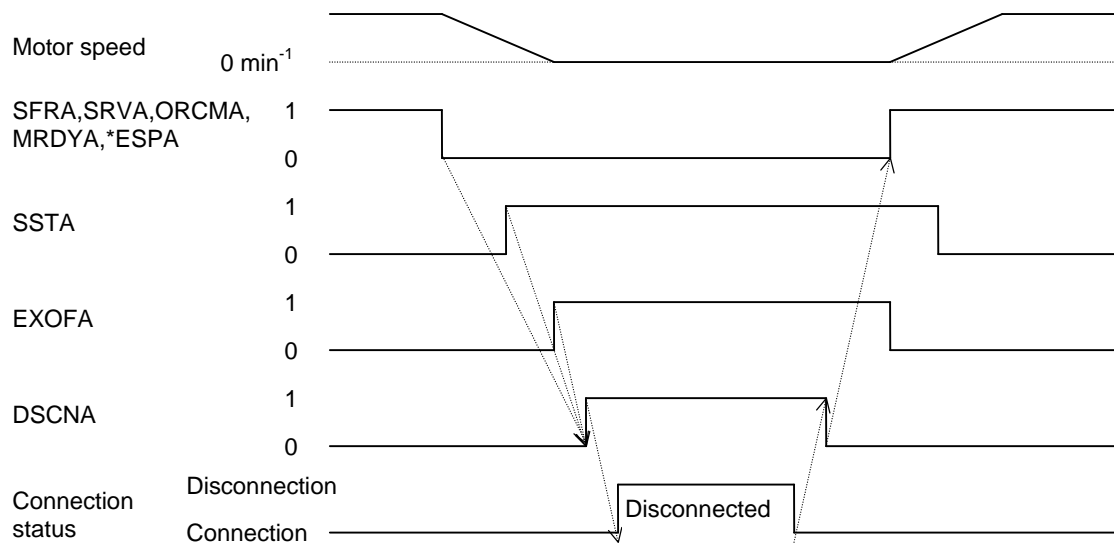 Motor speed
0 min-1
SFRA,SRVA,ORCMA,
MRDYA,*ESPA
1
0
SSTA
1
0
EXOFA
1
0
DSCNA
1
0
Connection
status
Disconnection
Connection
Disconnected